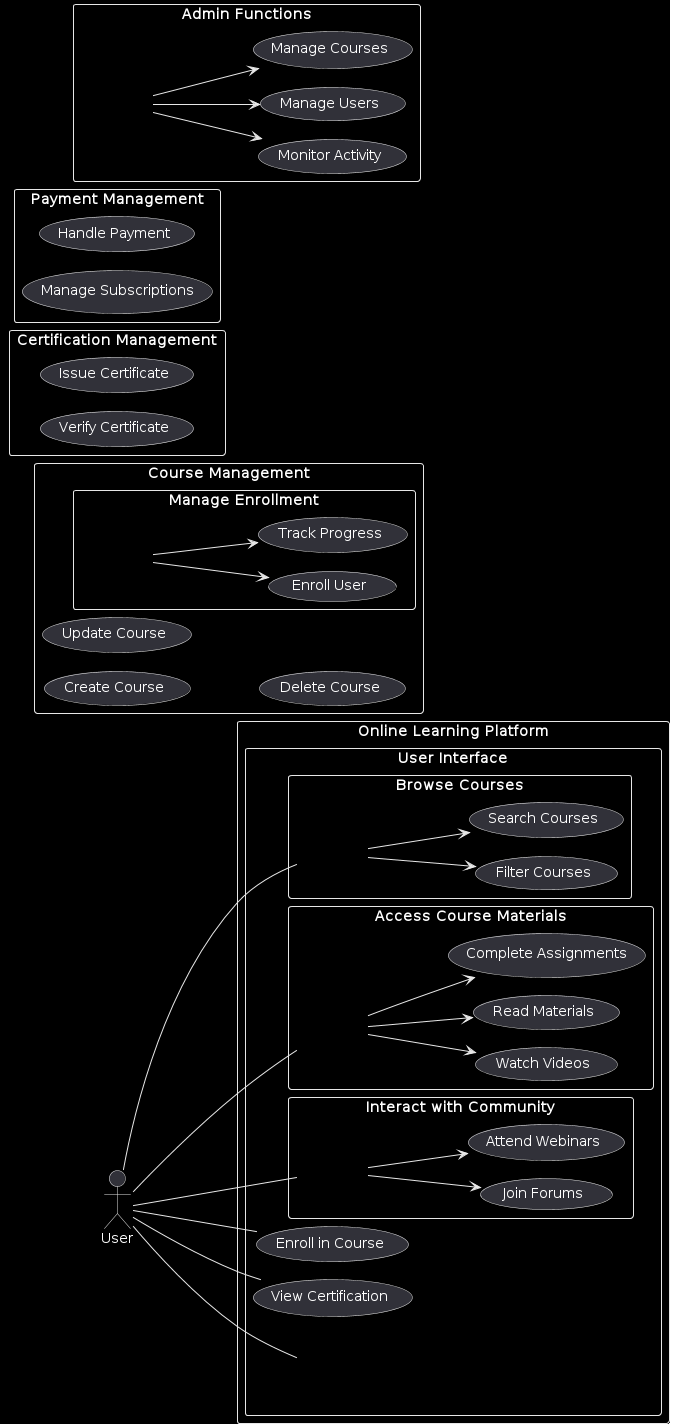 Admin Functions
Manage Courses
Manage Users
Monitor Activity
Payment Management
Handle Payment
Manage Subscriptions
Certification Management
Issue Certificate
Verify Certificate
Course Management
Manage Enrollment
Track Progress
Enroll User
Update Course
Create Course
Delete Course
Online Learning Platform
User Interface
Browse Courses
Search Courses
Filter Courses
Access Course Materials
Complete Assignments
Read Materials
Watch Videos
Interact with Community
Attend Webinars
Join Forums
User
Enroll in Course
View Certification